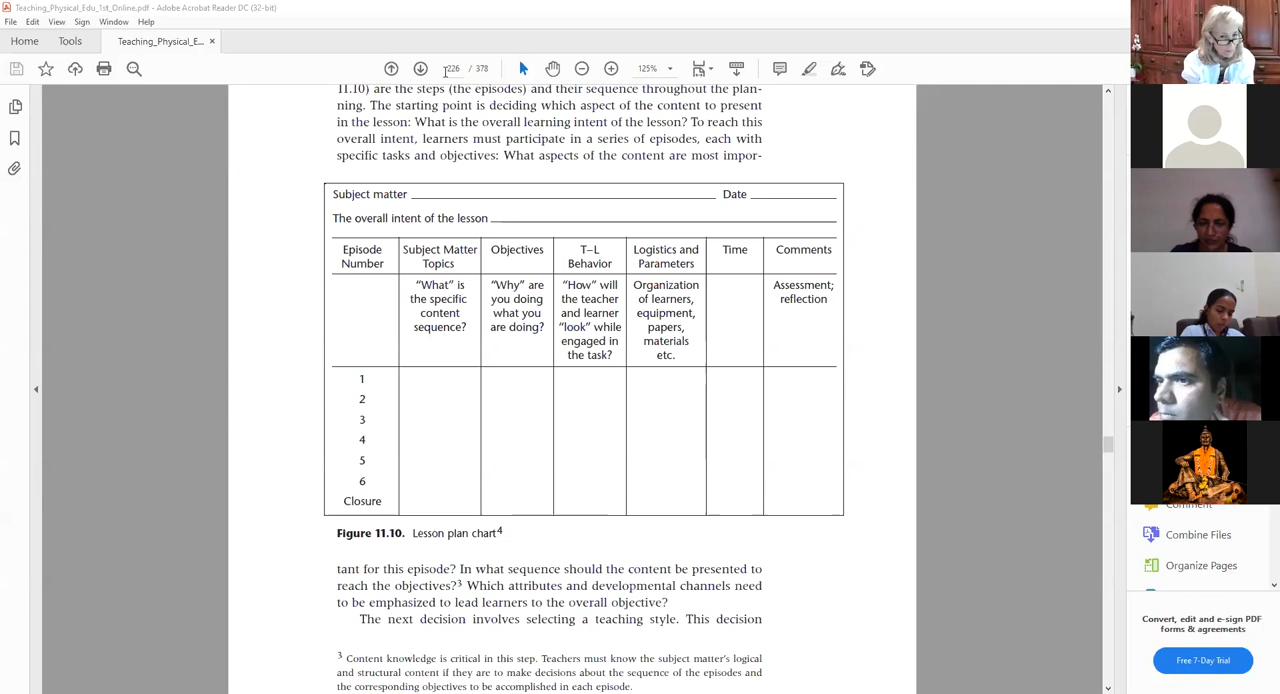 Teaching_Physical_Edu_1st_Online.pdf - Adobe Acrobat Reader DC (32-bit)
File Edit View Sign Window Help
Home Tools Teaching_Physical_E... ×
226 / 378 125%
11.10) are the steps (the episodes) and their sequence throughout the plan-
ning. The starting point is deciding which aspect of the content to present
in the lesson: What is the overall learning intent of the lesson? To reach this
overall intent, learners must participate in a series of episodes, each with
specific tasks and objectives: What aspects of the content are most impor-
Subject matter Date
The overall intent of the lesson
Episode Number Subject Matter Topics Objectives T–L Behavior Logistics and Parameters Time Comments
"What" is the specific content sequence? "Why" are you doing what you are doing? "How" will the teacher and learner "look" while engaged in the task? Organization of learners, equipment, papers, materials etc. Assessment; reflection
1
2
3
4
5
6
Closure
Figure 11.10. Lesson plan chart4
tant for this episode? In what sequence should the content be presented to
reach the objectives?3 Which attributes and developmental channels need
to be emphasized to lead learners to the overall objective?
The next decision involves selecting a teaching style. This decision
3 Content knowledge is critical in this step. Teachers must know the subject matter's logical
and structural content if they are to make decisions about the sequence of the episodes and
the corresponding objectives to be accomplished in each episode.
Comment
Combine Files
Organize Pages
Convert, edit and e-sign PDF
forms & agreements
Free 7-Day Trial